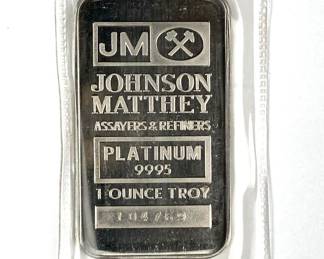 JM
JOHNSON
MATTHEY
ASSAYERS & REFINERS
PLATINUM
9995
1 OUNCE TROY